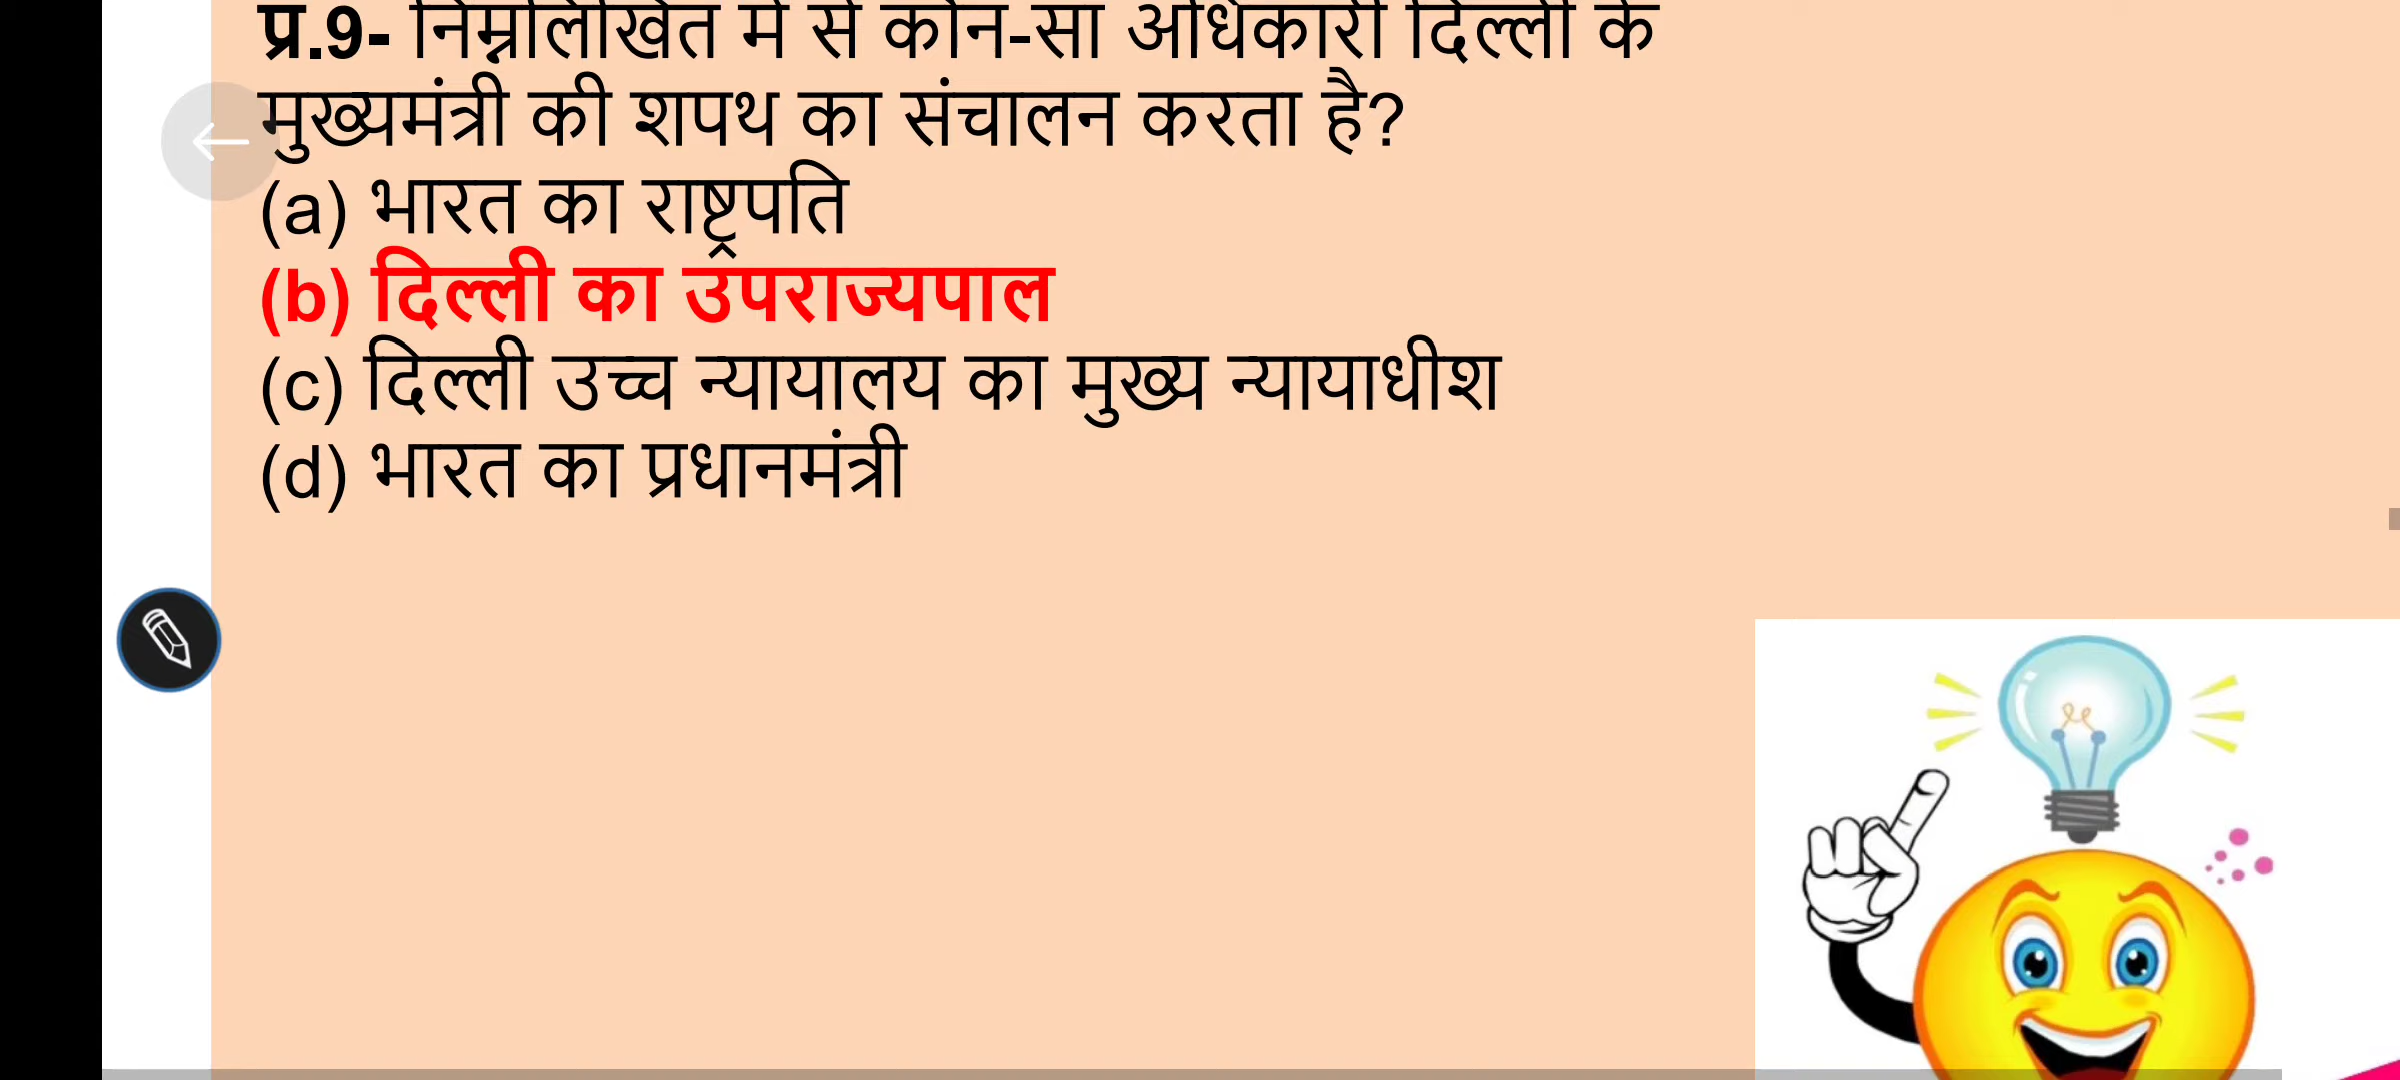 प्र.9- निम्नलिखित में से कौन-सा अधिकारी दिल्ली के
मुख्यमंत्री की शपथ का संचालन करता है?
(a) भारत का राष्ट्रपति
(b) दिल्ली का उपराज्यपाल
(c) दिल्ली उच्च न्यायालय का मुख्य न्यायाधीश
(d) भारत का प्रधानमंत्री